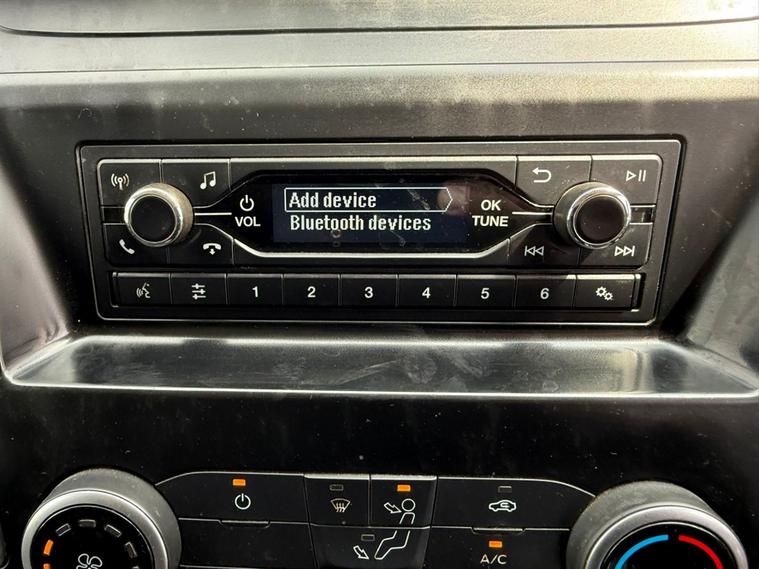 Add device
Bluetooth devices
VOL
OK
TUNE
1 2 3 4 5 6
A/C